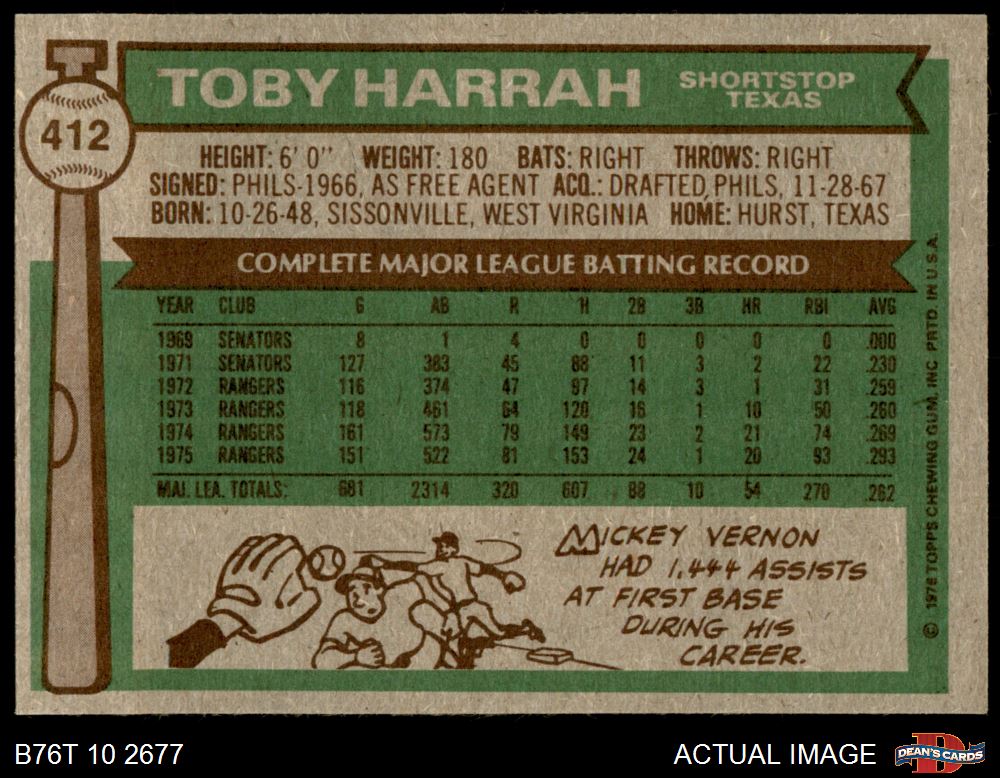 412
TOBY HARRAH
SHORTSTOP
TEXAS
HEIGHT: 6' 0" WEIGHT: 180 BATS: RIGHT THROWS: RIGHT
SIGNED: PHILS-1966, AS FREE AGENT ACQ.: DRAFTED, PHILS, 11-28-67
BORN: 10-26-48, SISSONVILLE, WEST VIRGINIA HOME: HURST, TEXAS
COMPLETE MAJOR LEAGUE BATTING RECORD
YEAR CLUB G AB R H 2B 3B HR RBI AVG
1969 SENATORS 8 1 4 0 0 0 0 0 .000
1971 SENATORS 127 383 45 88 11 3 2 22 .230
1972 RANGERS 116 374 47 97 14 3 1 31 .259
1973 RANGERS 118 461 64 120 16 1 10 50 .260
1974 RANGERS 161 573 79 149 23 2 21 74 .269
1975 RANGERS 151 522 81 153 24 1 20 93 .293
MAJ. LEA. TOTALS: 681 2314 320 607 88 10 54 270 .262
MICKEY VERNON
HAD 1,444 ASSISTS
AT FIRST BASE
DURING HIS
CAREER.
© 1976 TOPPS CHEWING GUM, INC PRTD. IN U.S.A.
B76T 10 2677
ACTUAL IMAGE
DEAN'S CARDS